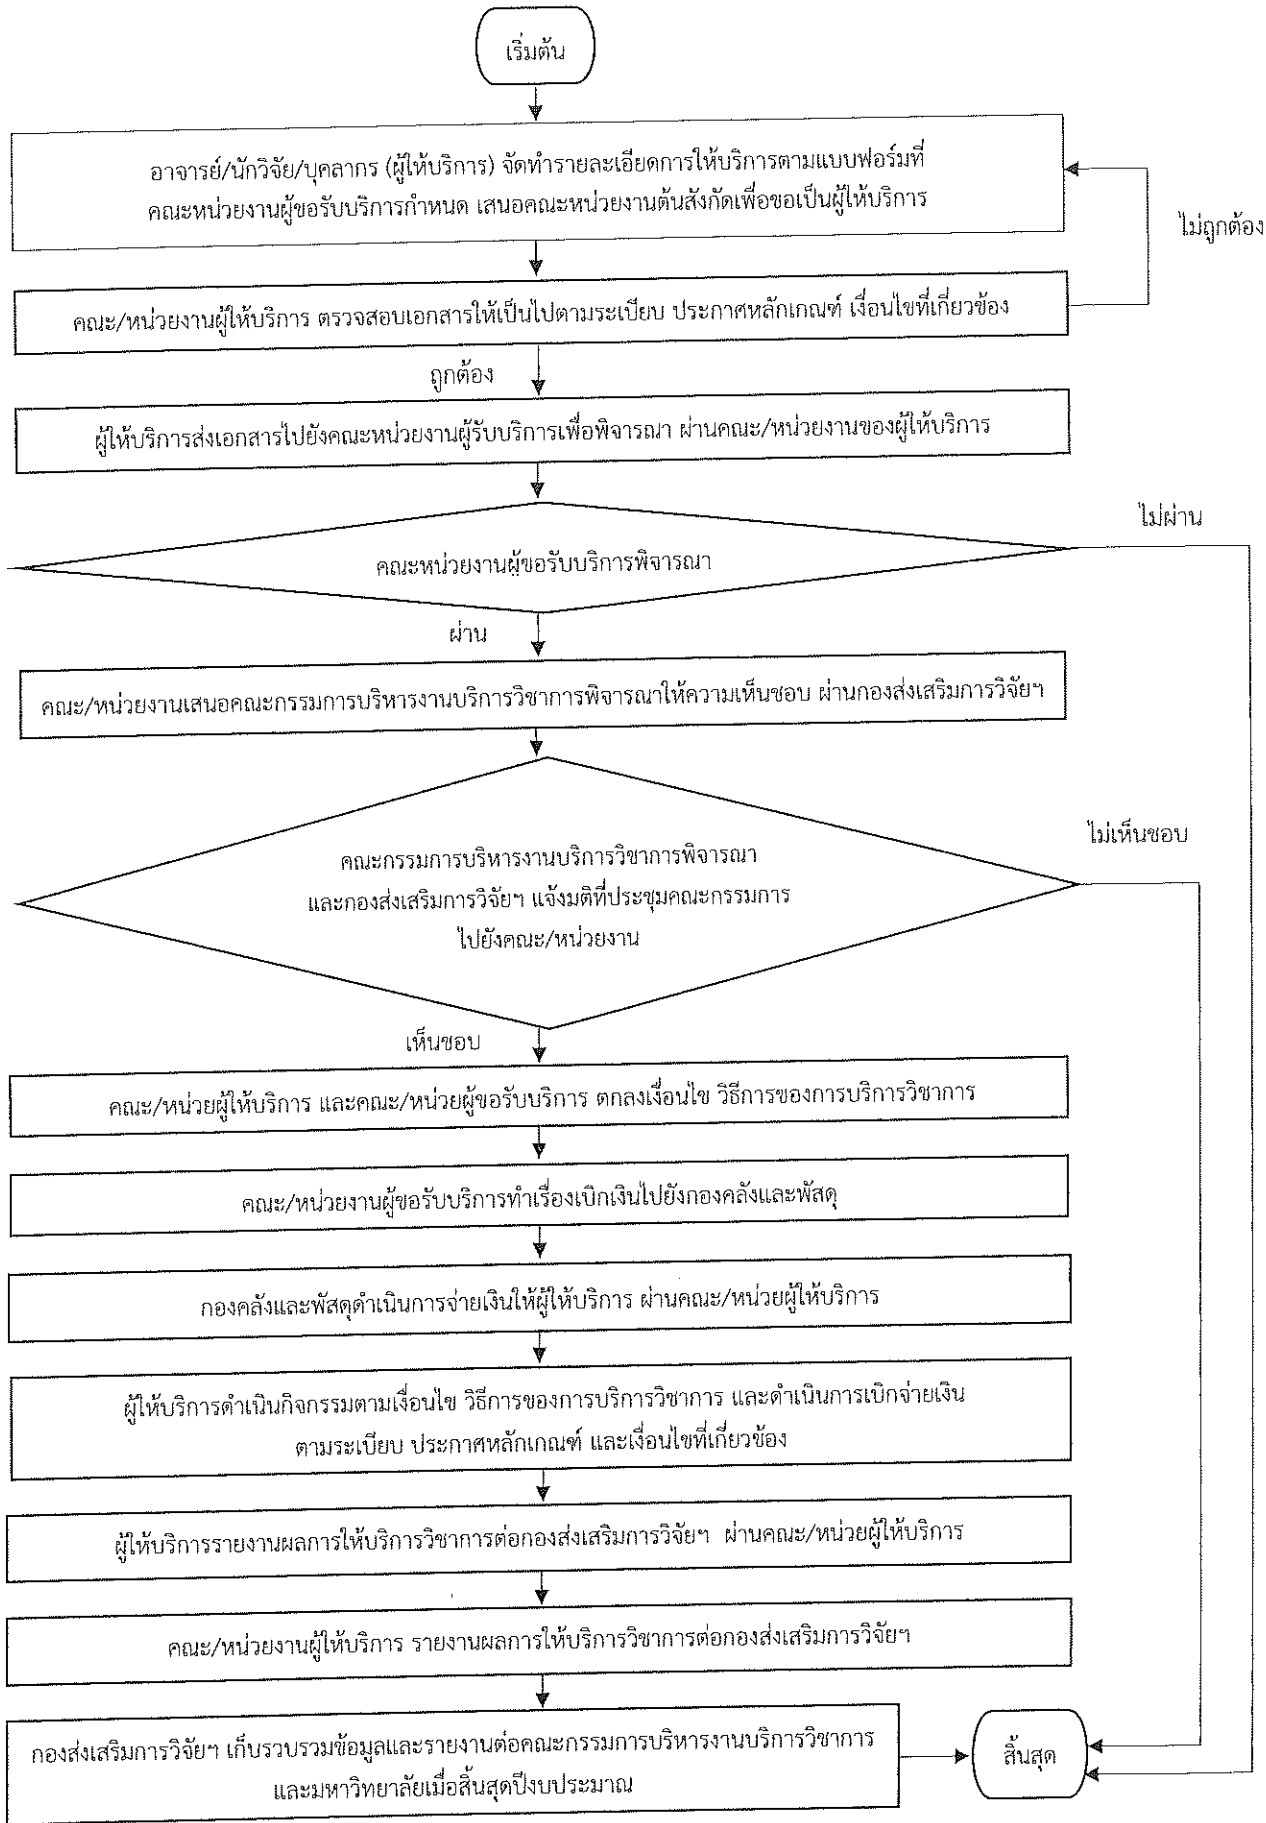 เริ่มต้น
อาจารย์/นักวิจัย/บุคลากร (ผู้ให้บริการ) จัดทำรายละเอียดการให้บริการตามแบบฟอร์มที่
คณะหน่วยงานผู้ขอรับบริการกำหนด เสนอคณะหน่วยงานต้นสังกัดเพื่อขอเป็นผู้ให้บริการ
ไม่ถูกต้อง
คณะ/หน่วยงานผู้ให้บริการ ตรวจสอบเอกสารให้เป็นไปตามระเบียบ ประกาศหลักเกณฑ์ เงื่อนไขที่เกี่ยวข้อง
ถูกต้อง
ผู้ให้บริการส่งเอกสารไปยังคณะหน่วยงานผู้รับบริการเพื่อพิจารณา ผ่านคณะ/หน่วยงานของผู้ให้บริการ
ไม่ผ่าน
คณะหน่วยงานผู้ขอรับบริการพิจารณา
ผ่าน
คณะ/หน่วยงานเสนอคณะกรรมการบริหารงานบริการวิชาการพิจารณาให้ความเห็นชอบ ผ่านกองส่งเสริมการวิจัยฯ
ไม่เห็นชอบ
คณะกรรมการบริหารงานบริการวิชาการพิจารณา
และกองส่งเสริมการวิจัยฯ แจ้งมติที่ประชุมคณะกรรมการ
ไปยังคณะ/หน่วยงาน
เห็นชอบ
คณะ/หน่วยผู้ให้บริการ และคณะ/หน่วยผู้ขอรับบริการ ตกลงเงื่อนไข วิธีการของการบริการวิชาการ
คณะ/หน่วยงานผู้ขอรับบริการทำเรื่องเบิกเงินไปยังกองคลังและพัสดุ
กองคลังและพัสดุดำเนินการจ่ายเงินให้ผู้ให้บริการ ผ่านคณะ/หน่วยผู้ให้บริการ
ผู้ให้บริการดำเนินกิจกรรมตามเงื่อนไข วิธีการของการบริการวิชาการ และดำเนินการเบิกจ่ายเงิน
ตามระเบียบ ประกาศหลักเกณฑ์ และเงื่อนไขที่เกี่ยวข้อง
ผู้ให้บริการรายงานผลการให้บริการวิชาการต่อกองส่งเสริมการวิจัยฯ ผ่านคณะ/หน่วยผู้ให้บริการ
คณะ/หน่วยงานผู้ให้บริการ รายงานผลการให้บริการวิชาการต่อกองส่งเสริมการวิจัยฯ
กองส่งเสริมการวิจัยฯ เก็บรวบรวมข้อมูลและรายงานต่อคณะกรรมการบริหารงานบริการวิชาการ
และมหาวิทยาลัยเมื่อสิ้นสุดปีงบประมาณ
สิ้นสุด